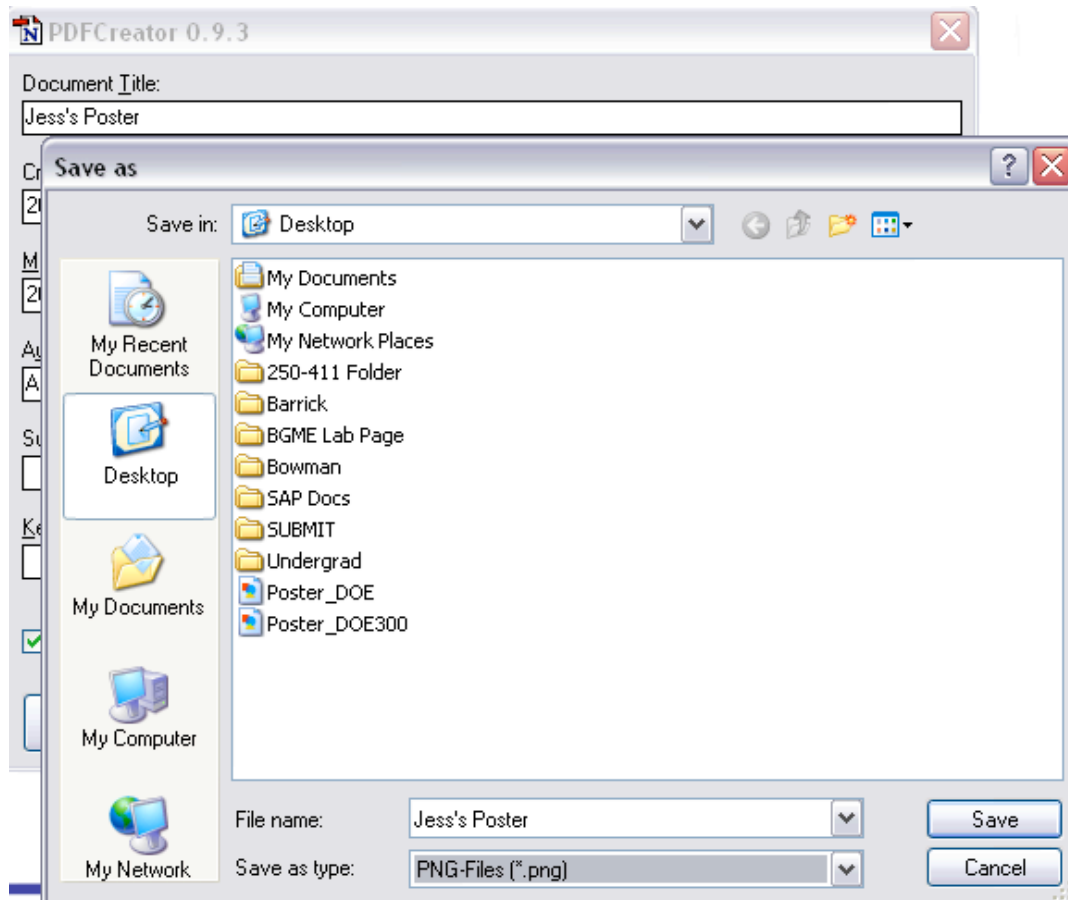 PDFCreator 0.9.3
Document Title:
Jess's Poster
Save as
Save in:
Desktop
My Recent
Documents
Desktop
My Documents
My Computer
My Network
My Documents
My Computer
My Network Places
250-411 Folder
Barrick
BGME Lab Page
Bowman
SAP Docs
SUBMIT
Undergrad
Poster_DOE
Poster_DOE300
File name:
Jess's Poster
Save
Save as type:
PNG-Files (*.png)
Cancel